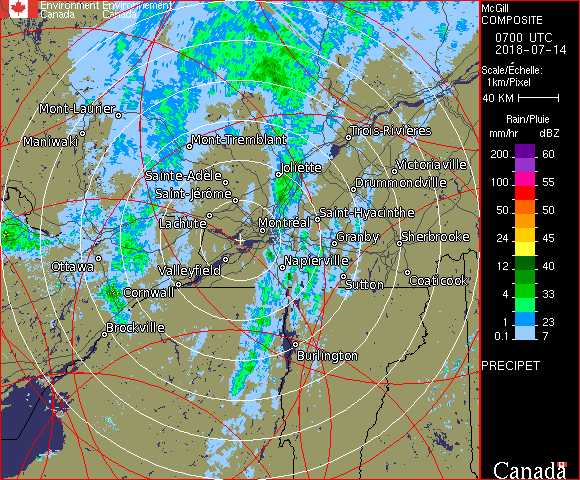 Environment Environnement
Canada Canada
Mont-Laurier
Maniwaki
Mont-Tremblant
Trois-Rivières
Joliette
Victoriaville
Sainte-Adèle
Drummondville
Saint-Jérôme
Saint-Hyacinthe
Lachute
Montréal
Granby
Sherbrooke
Ottawa
Valleyfield
Napierville
Coaticook
Sutton
Cornwall
Brockville
Burlington
McGill
COMPOSITE
0700 UTC
2018-07-14
Scale/Échelle:
1km/Pixel
40 KM
Rain/Pluie
mm/hr dBZ
200 60
100 55
50 50
24 45
12 40
4 33
1 23
0.1 7
PRECIPET
Canada